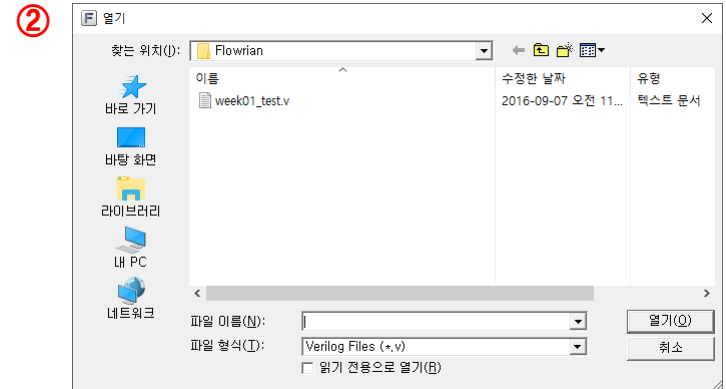 ②
열기
찾는 위치(I): Flowrian
이름 수정한 날짜 유형
week01_test.v 2016-09-07 오전 11... 텍스트 문서
바로 가기
바탕 화면
라이브러리
내 PC
네트워크
파일 이름(N): 열기(O)
파일 형식(T): Verilog Files (*.v) 취소
읽기 전용으로 열기(R)